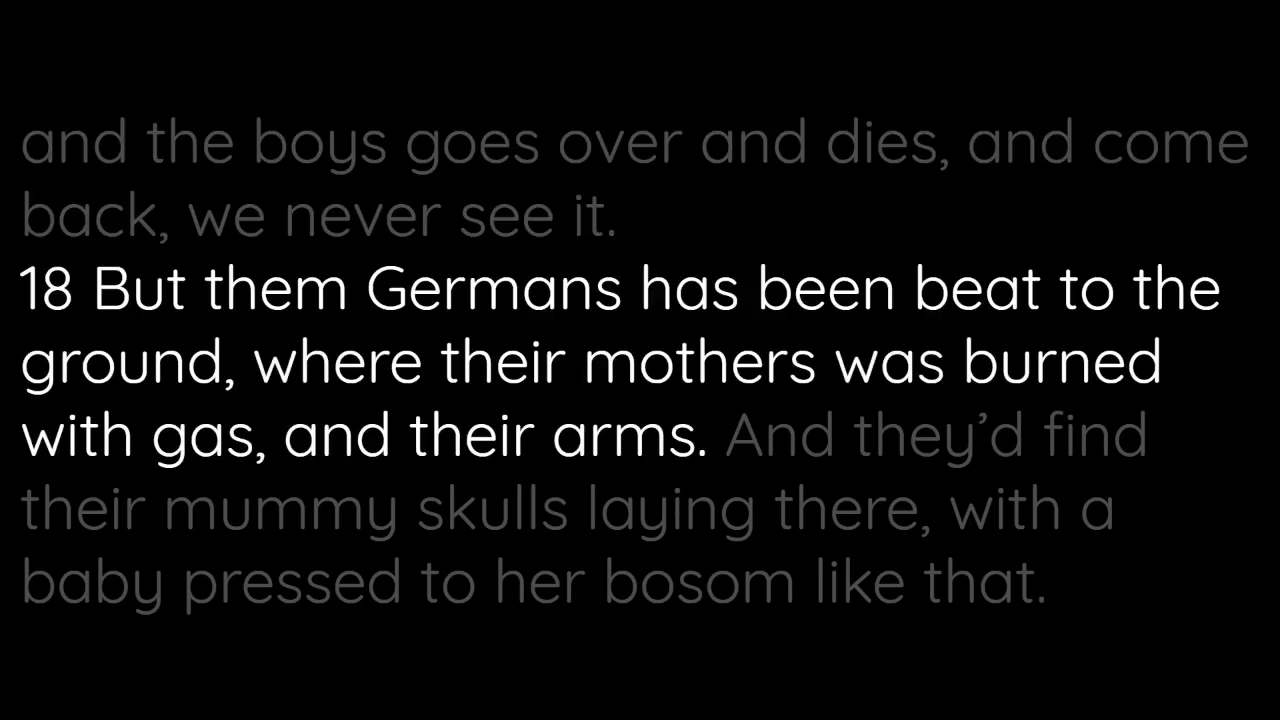 and the boys goes over and dies, and come
back, we never see it.
18 But them Germans has been beat to the
ground, where their mothers was burned
with gas, and their arms. And they’d find
their mummy skulls laying there, with a
baby pressed to her bosom like that.